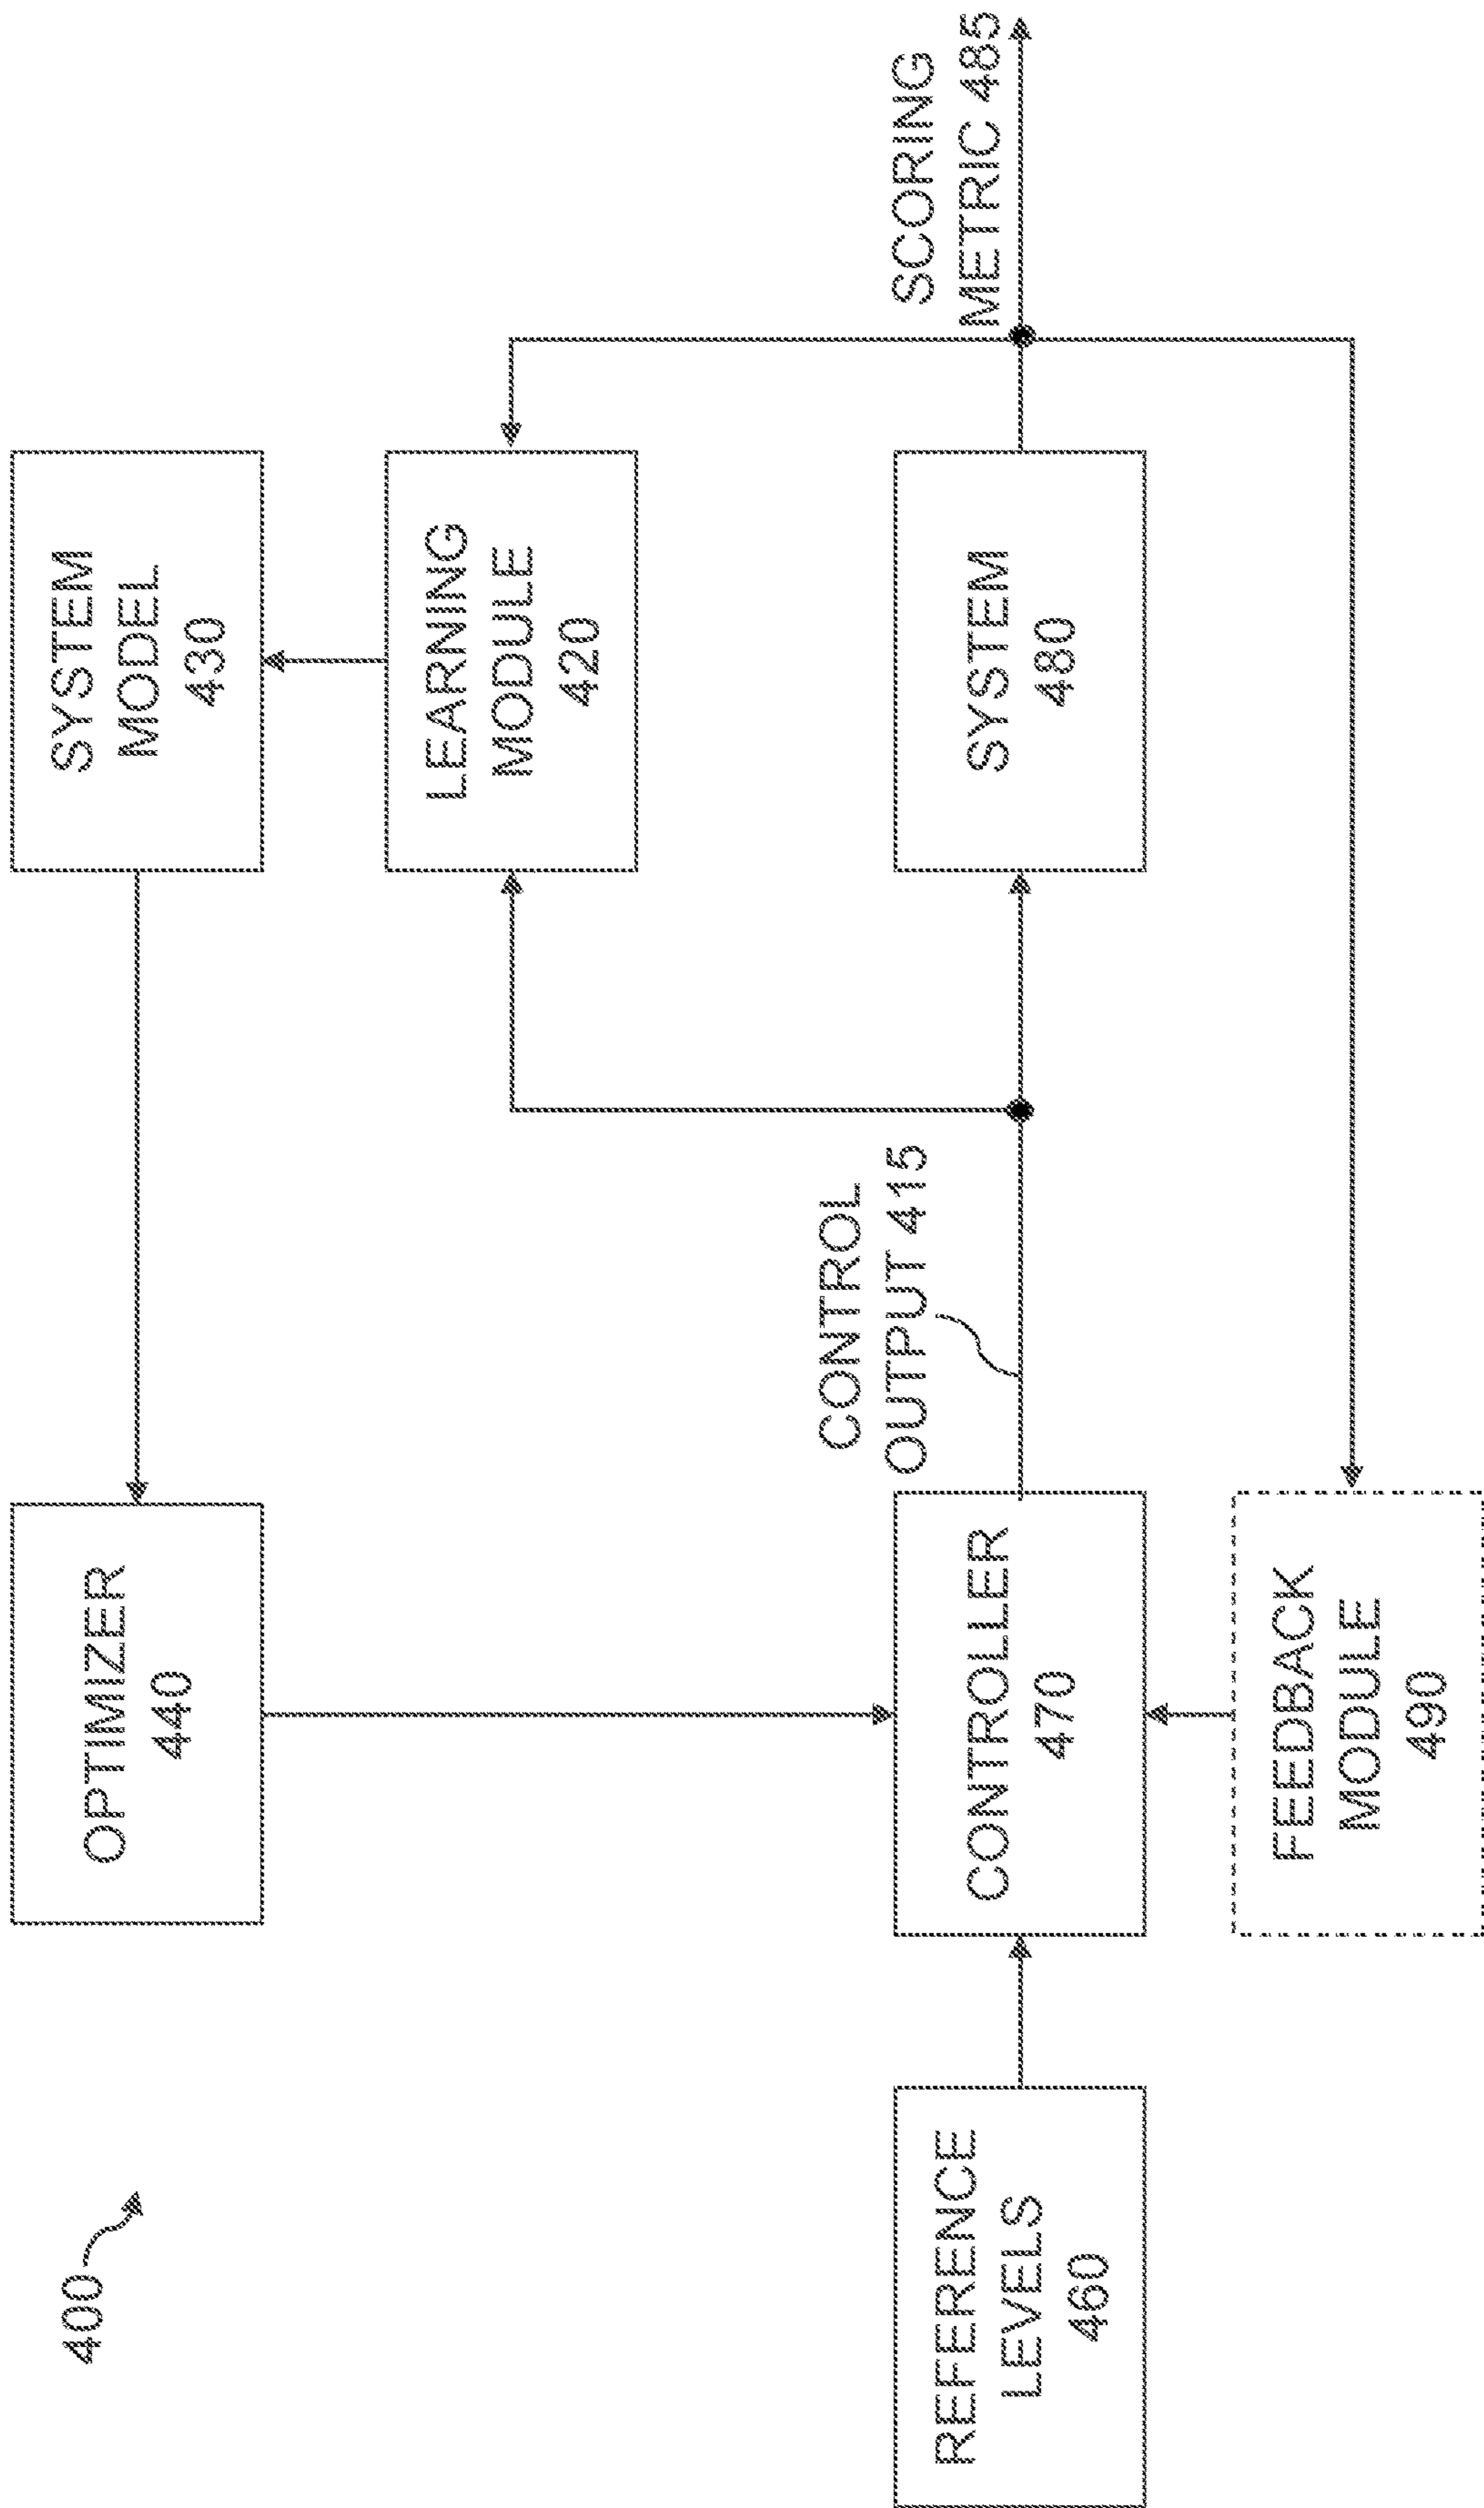 400
OPTIMIZER
440
SYSTEM
MODEL
430
LEARNING
MODULE
420
REFERENCE
LEVELS
460
CONTROLLER
470
CONTROL
OUTPUT 415
SYSTEM
480
SCORING
METRIC 485
FEEDBACK
MODULE
490